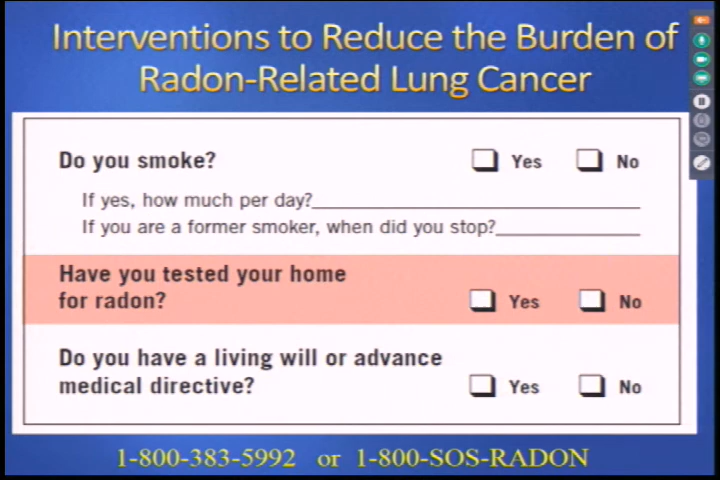 Interventions to Reduce the Burden of
Radon-Related Lung Cancer
Do you smoke? Yes No
If yes, how much per day?
If you are a former smoker, when did you stop?
Have you tested your home
for radon? Yes No
Do you have a living will or advance
medical directive? Yes No
1-800-383-5992 or 1-800-SOS-RADON